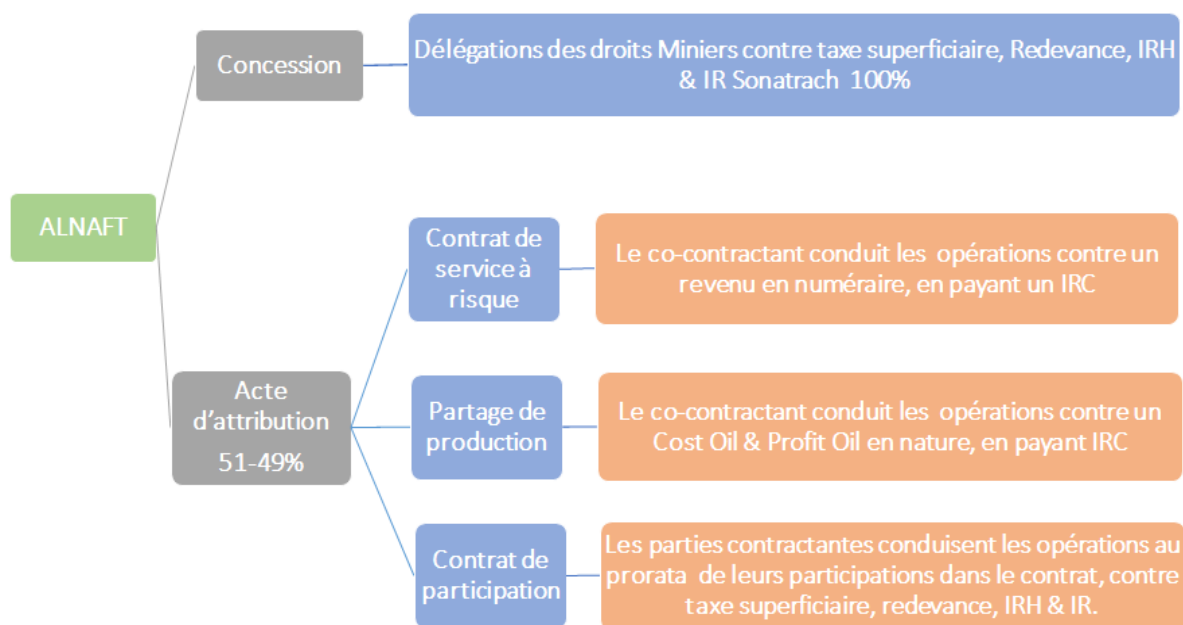 Concession
Délégations des droits Miniers contre taxe superficiaire, Redevance, IRH
& IR Sonatrach 100%
ALNAFT
Acte
d'attribution
51-49%
Contrat de
service à
risque
Le co-contractant conduit les opérations contre un
revenu en numéraire, en payant un IRC
Partage de
production
Le co-contractant conduit les opérations contre un
Cost Oil & Profit Oil en nature, en payant IRC
Contrat de
participation
Les parties contractantes conduisent les opérations au
prorata de leurs participations dans le contrat, contre
taxe superficiaire, redevance, IRH & IR.